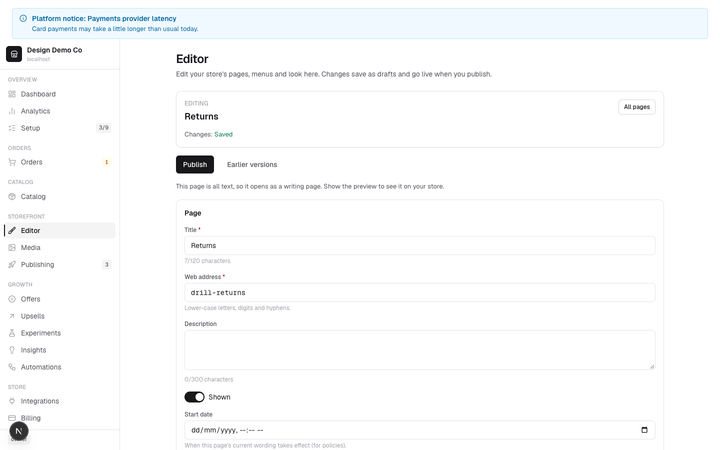 Platform notice: Payments provider latency
Card payments may take a little longer than usual today.
Design Demo Co
localhost
OVERVIEW
Dashboard
Analytics
Setup 3/9
ORDERS
Orders 1
CATALOG
Catalog
STOREFRONT
Editor
Media
Publishing 3
GROWTH
Offers
Upsells
Experiments
Insights
Automations
STORE
Integrations
Billing
N
Editor
Edit your store's pages, menus and look here. Changes save as drafts and go live when you publish.
EDITING
Returns
All pages
Changes: Saved
Publish Earlier versions
This page is all text, so it opens as a writing page. Show the preview to see it on your store.
Page
Title *
Returns
7/120 characters
Web address *
drill-returns
Lower-case letters, digits and hyphens.
Description
0/300 characters
Shown
Start date
dd/mm/yyyy, --:-- --
When this page's current wording takes effect (for policies).